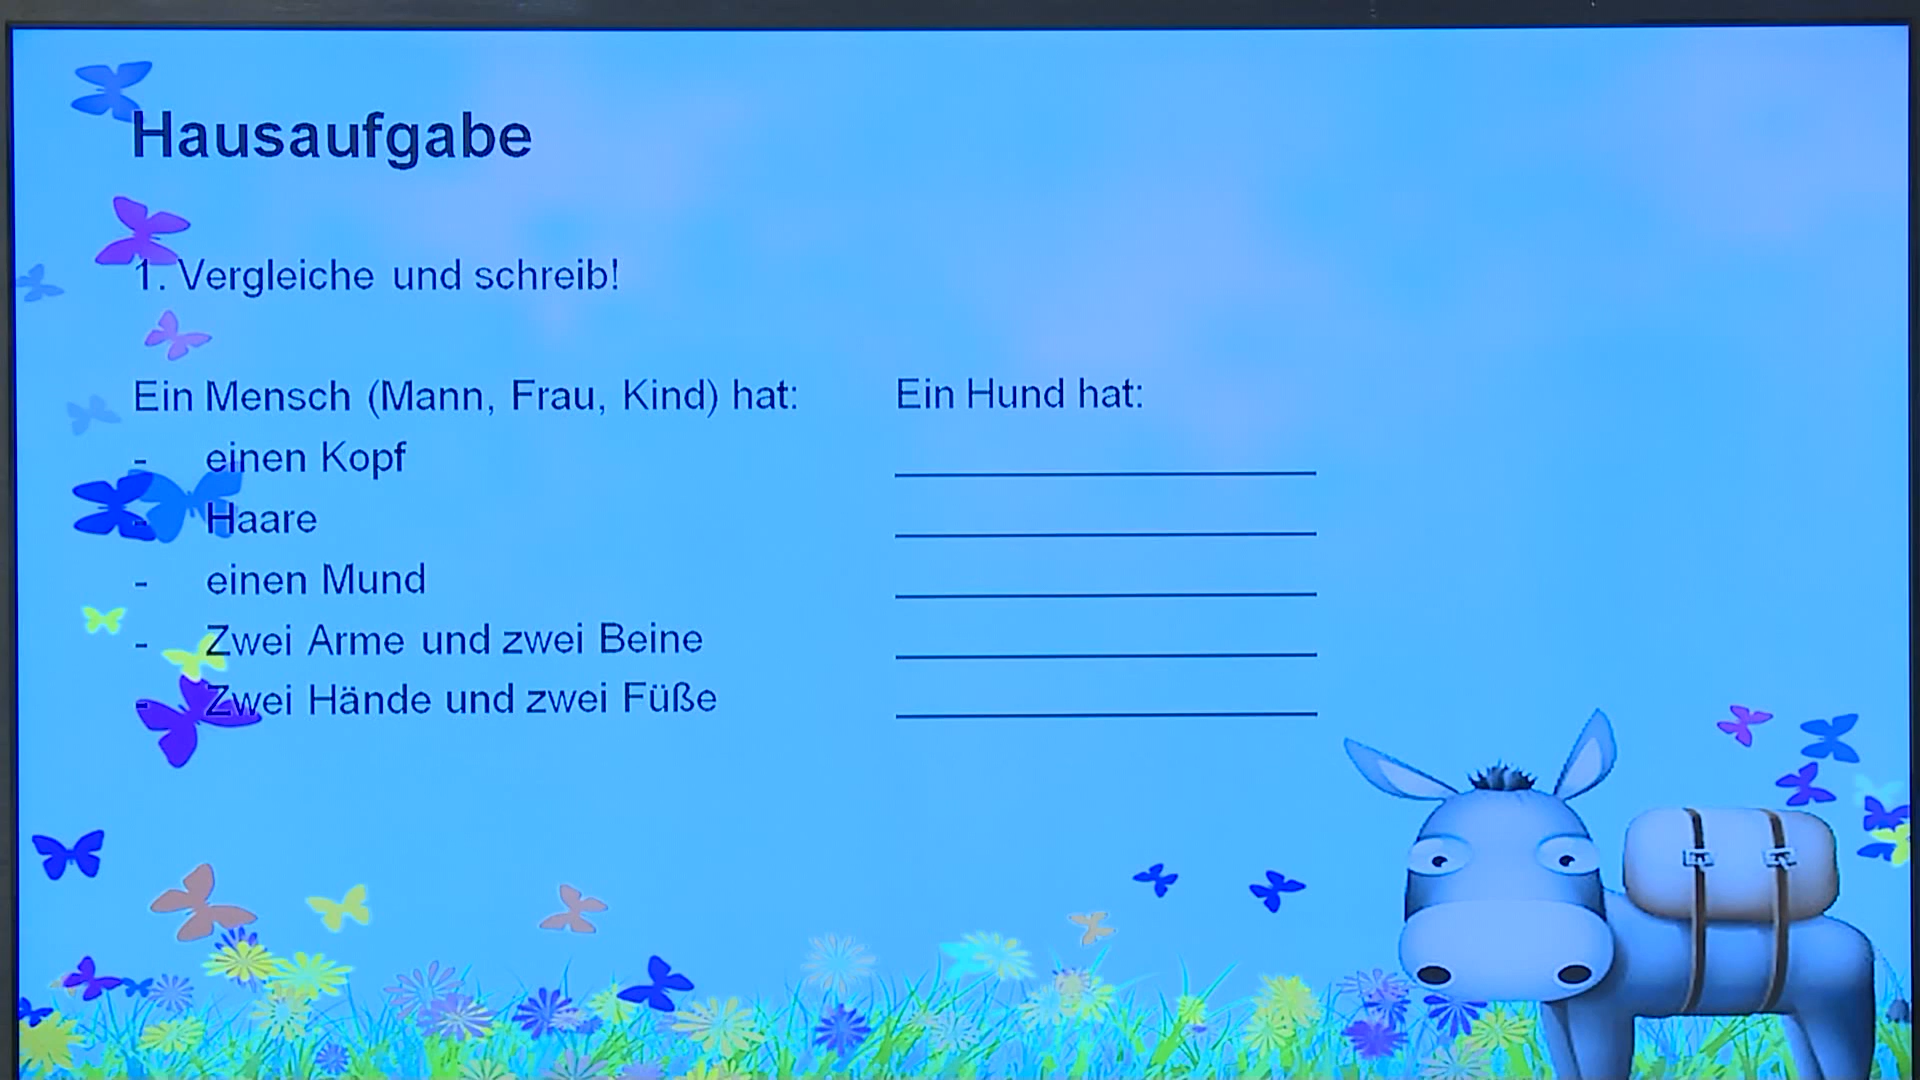 Hausaufgabe
1. Vergleiche und schreib!
Ein Mensch (Mann, Frau, Kind) hat:
- einen Kopf
- Haare
- einen Mund
- Zwei Arme und zwei Beine
- Zwei Hände und zwei Füße
Ein Hund hat: